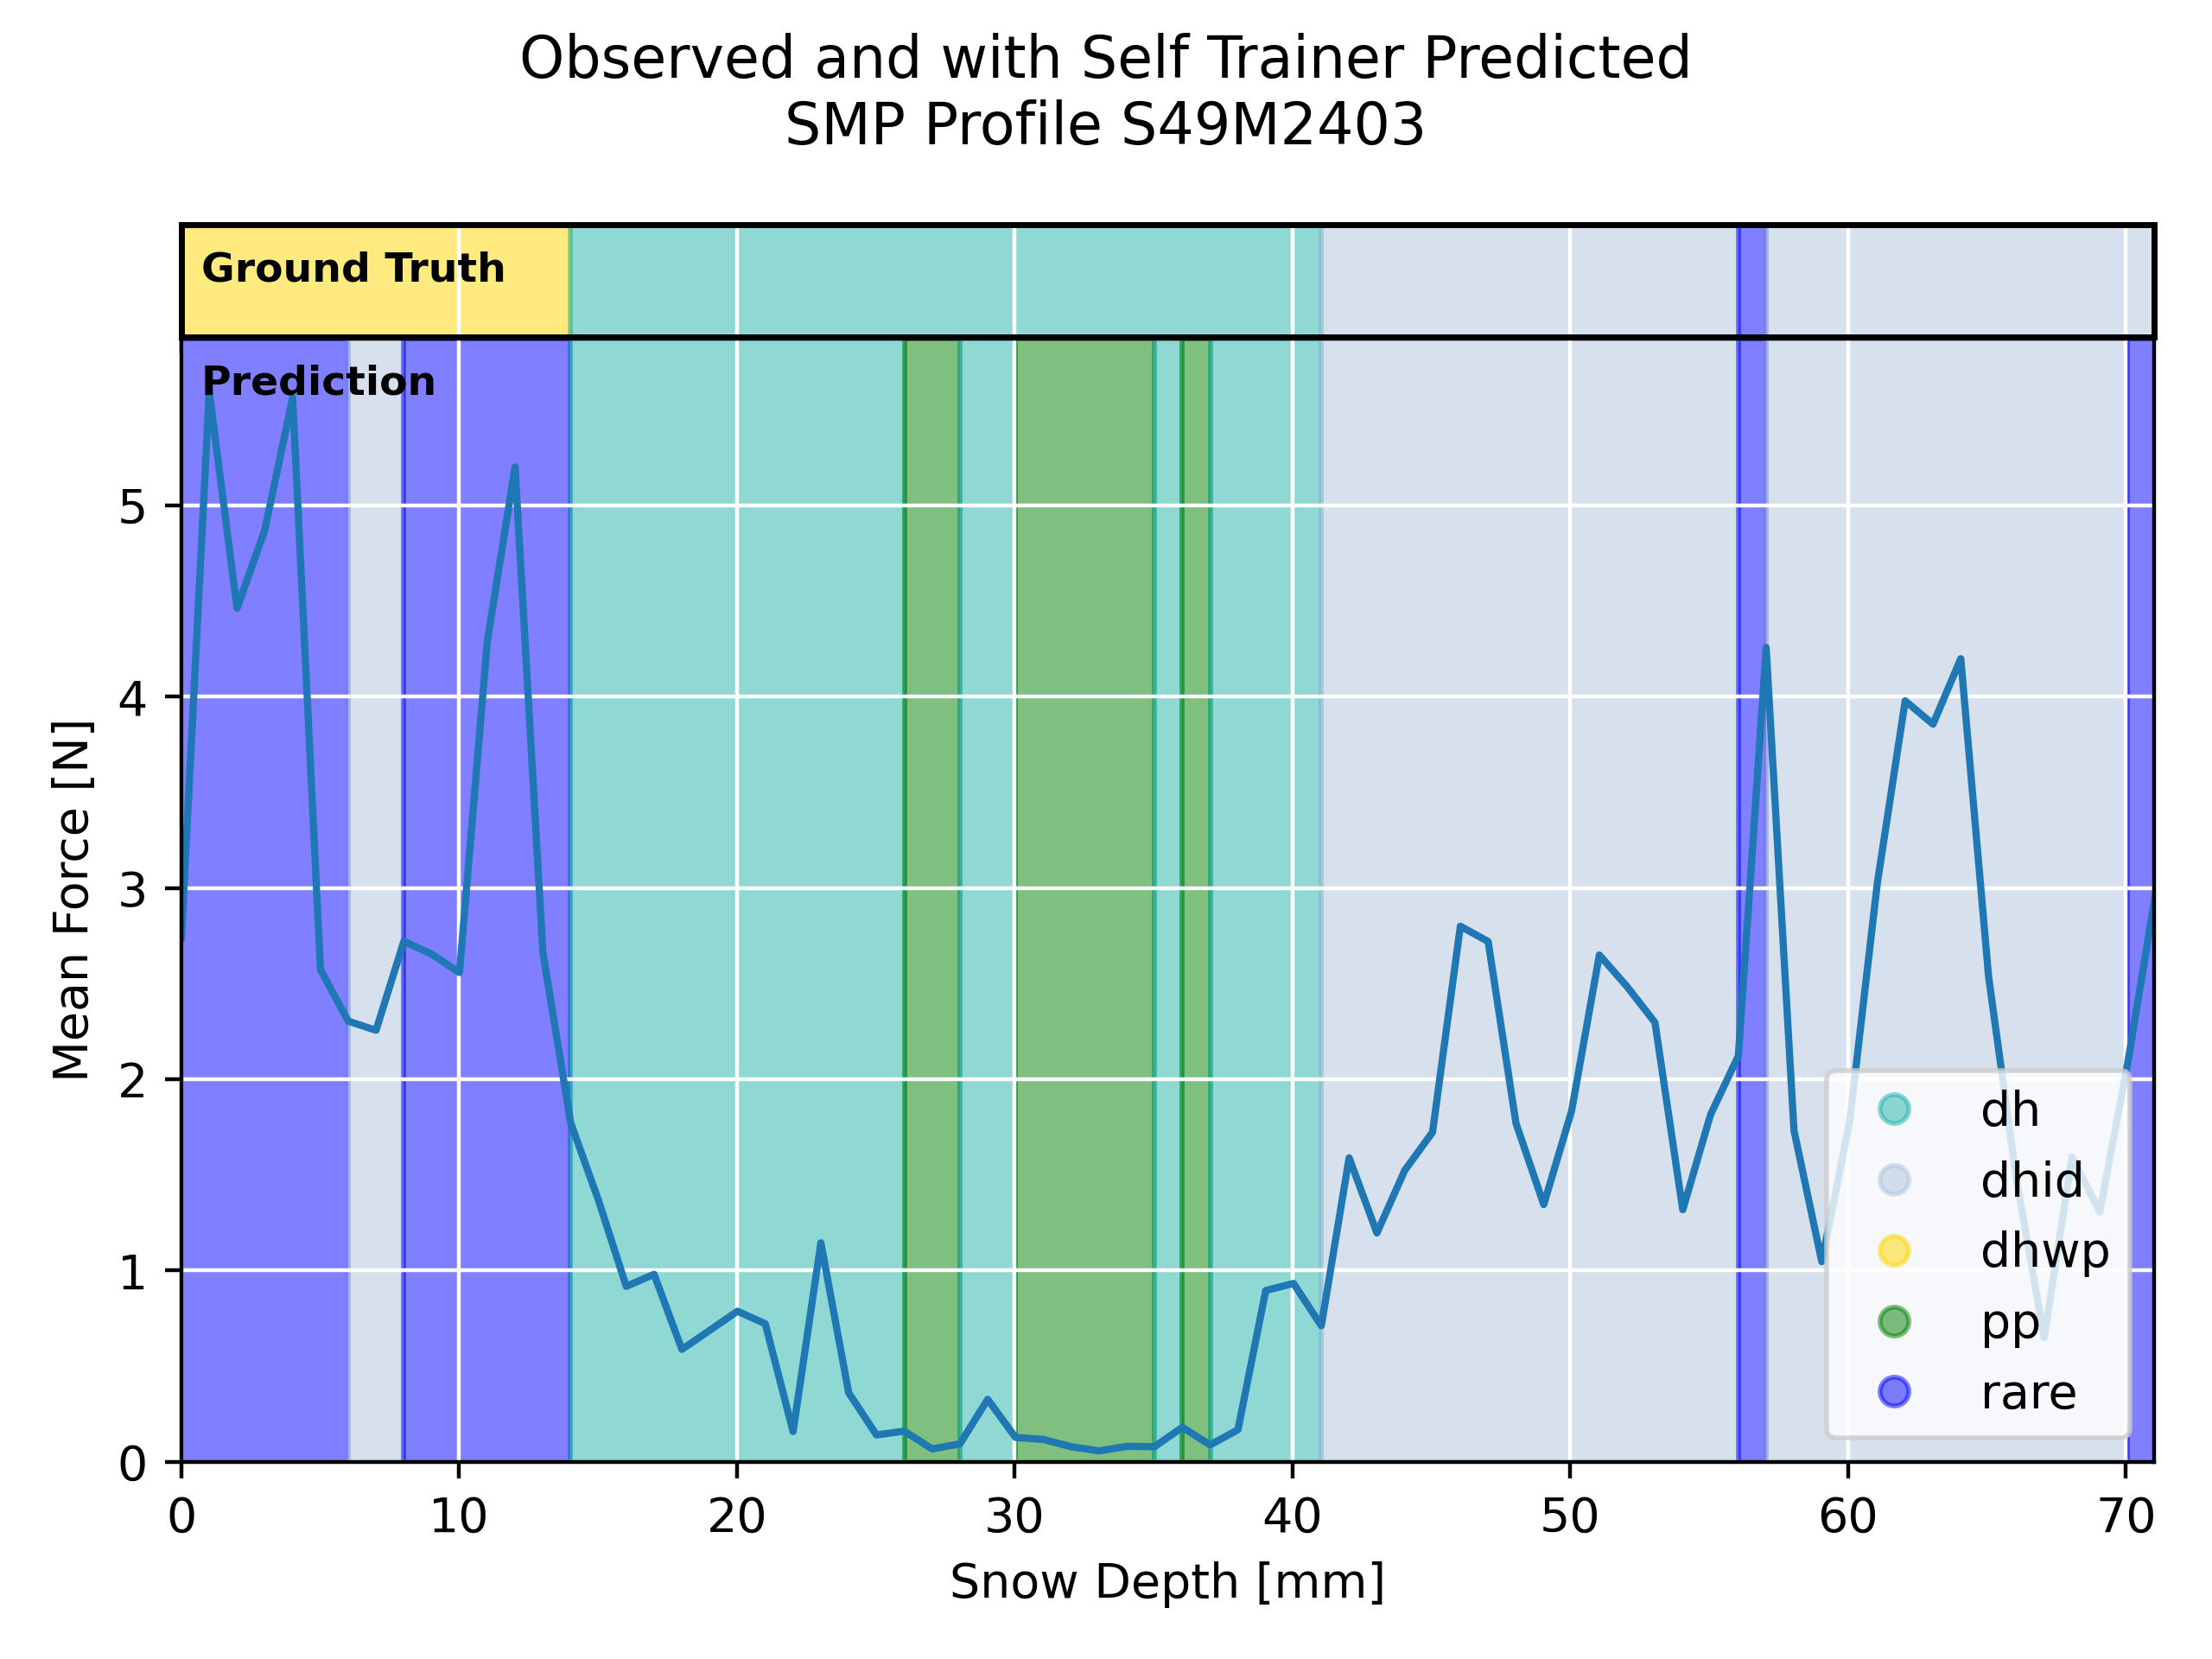 Observed and with Self Trainer Predicted
SMP Profile S49M2403
Ground Truth
Prediction
5
4
3
2
1
0
Mean Force [N]
dh
dhid
dhwp
pp
rare
0 10 20 30 40 50 60 70
Snow Depth [mm]